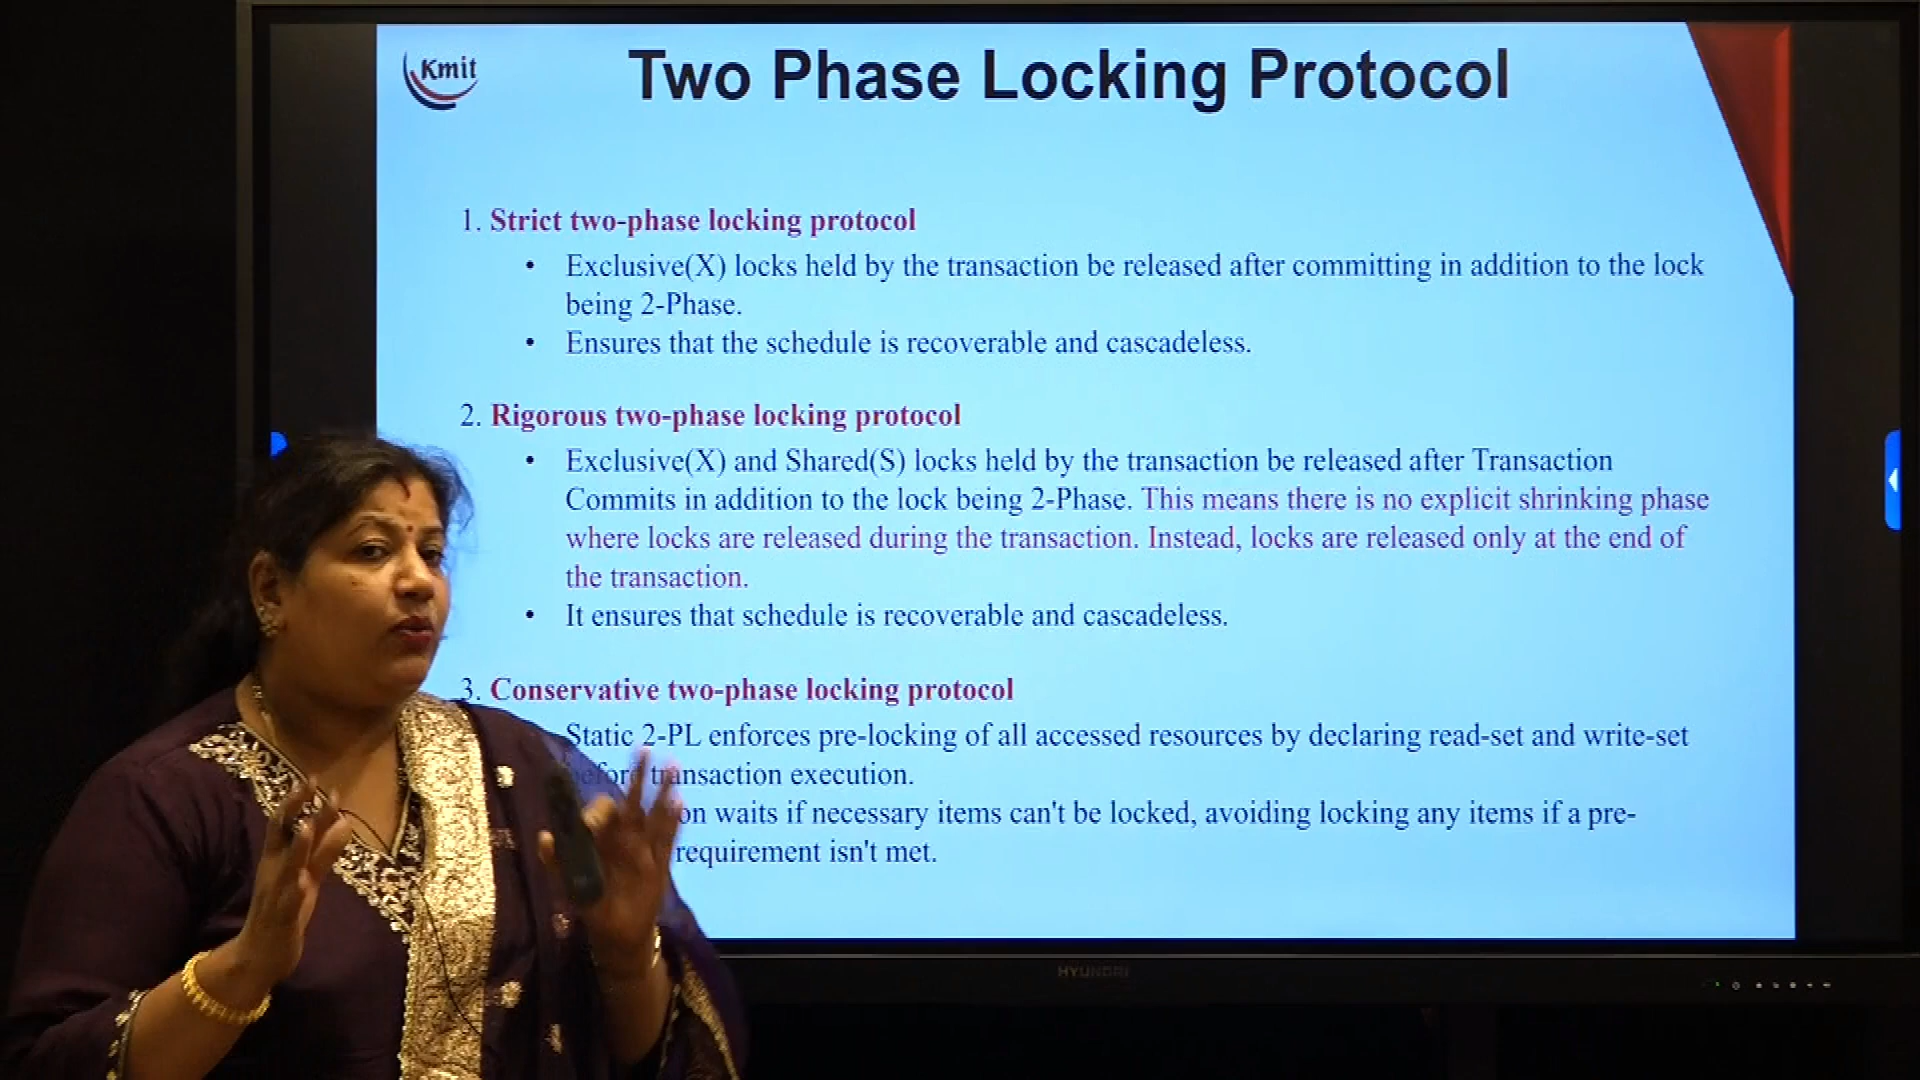 Kmit
Two Phase Locking Protocol
1. Strict two-phase locking protocol
• Exclusive(X) locks held by the transaction be released after committing in addition to the lock
being 2-Phase.
• Ensures that the schedule is recoverable and cascadeless.
2. Rigorous two-phase locking protocol
• Exclusive(X) and Shared(S) locks held by the transaction be released after Transaction
Commits in addition to the lock being 2-Phase. This means there is no explicit shrinking phase
where locks are released during the transaction. Instead, locks are released only at the end of
the transaction.
• It ensures that schedule is recoverable and cascadeless.
3. Conservative two-phase locking protocol
Static 2-PL enforces pre-locking of all accessed resources by declaring read-set and write-set
transaction execution.
waits if necessary items can't be locked, avoiding locking any items if a pre-
requirement isn't met.
HYUNDAI